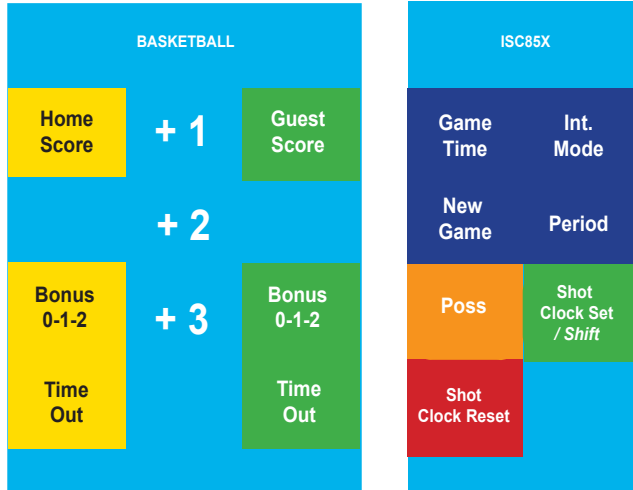 BASKETBALL
Home
Score
+ 1
Guest
Score
+ 2
Bonus
0-1-2
+ 3
Bonus
0-1-2
Time
Out
Time
Out
ISC85X
Game
Time
Int.
Mode
New
Game
Period
Poss
Shot
Clock Set
/ Shift
Shot
Clock Reset